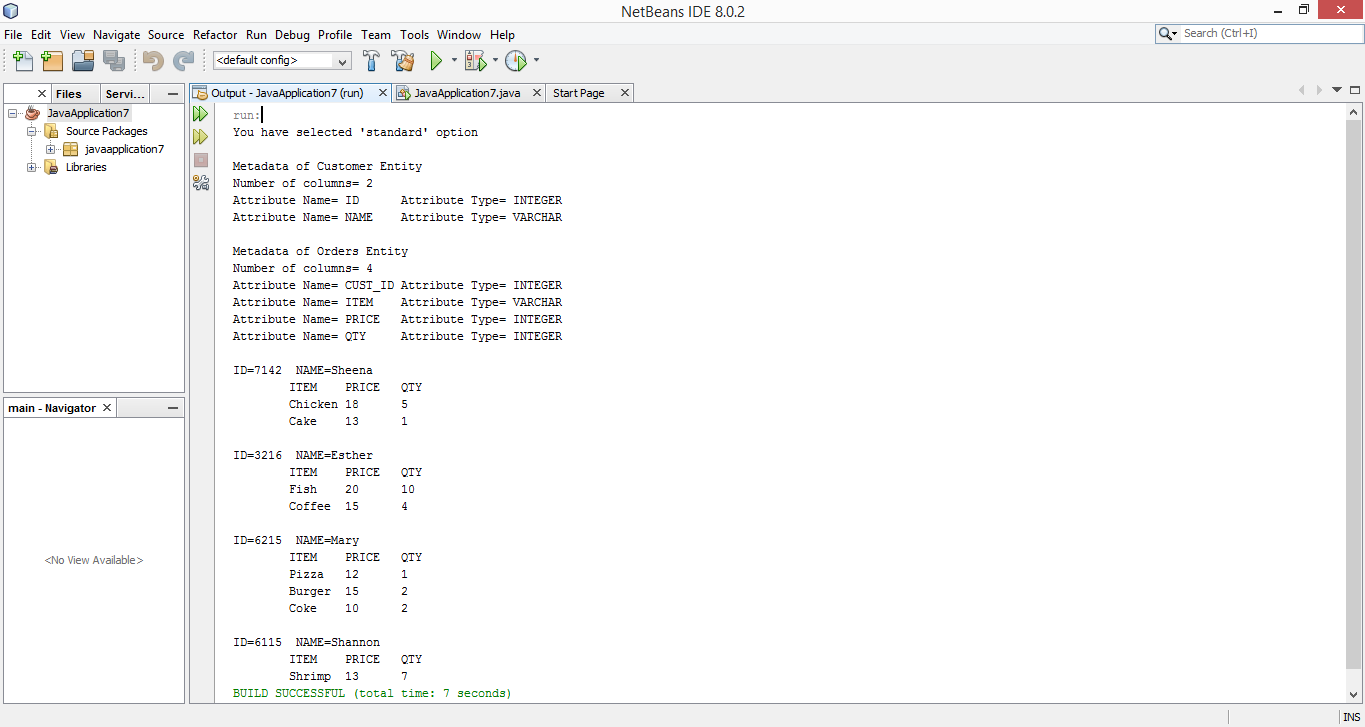 NetBeans IDE 8.0.2
File Edit View Navigate Source Refactor Run Debug Profile Team Tools Window Help
Search (Ctrl+I)
<default config>
Files Servi...
Output - JavaApplication7 (run) JavaApplication7.java Start Page
JavaApplication7
Source Packages
javaapplication7
Libraries
main - Navigator
<No View Available>
run:
You have selected 'standard' option
Metadata of Customer Entity
Number of columns= 2
Attribute Name= ID Attribute Type= INTEGER
Attribute Name= NAME Attribute Type= VARCHAR
Metadata of Orders Entity
Number of columns= 4
Attribute Name= CUST_ID Attribute Type= INTEGER
Attribute Name= ITEM Attribute Type= VARCHAR
Attribute Name= PRICE Attribute Type= INTEGER
Attribute Name= QTY Attribute Type= INTEGER
ID=7142 NAME=Sheena
ITEM PRICE QTY
Chicken 18 5
Cake 13 1
ID=3216 NAME=Esther
ITEM PRICE QTY
Fish 20 10
Coffee 15 4
ID=6215 NAME=Mary
ITEM PRICE QTY
Pizza 12 1
Burger 15 2
Coke 10 2
ID=6115 NAME=Shannon
ITEM PRICE QTY
Shrimp 13 7
BUILD SUCCESSFUL (total time: 7 seconds)
INS